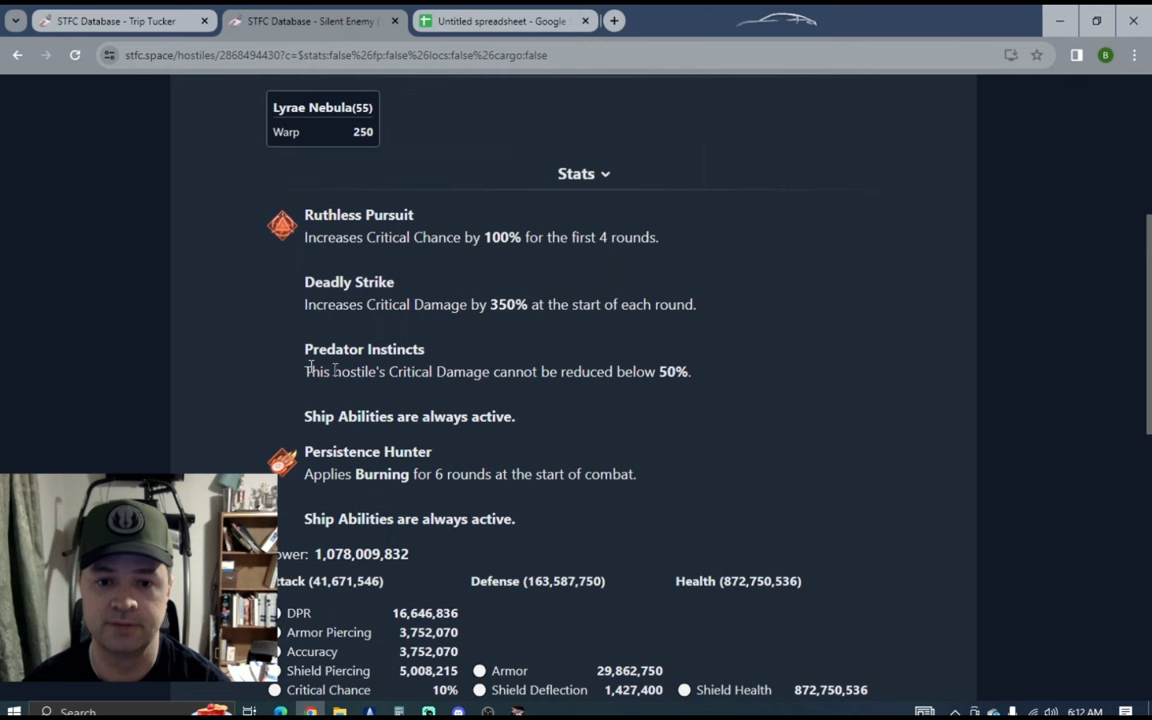 STFC Database - Trip Tucker
STFC Database - Silent Enemy (
Untitled spreadsheet - Google
stfc.space/hostiles/2868494430?c=$stats:false%26fp:false%26locs:false%26cargo:false
B
Lyrae Nebula(55)
Warp 250
Stats
Ruthless Pursuit
Increases Critical Chance by 100% for the first 4 rounds.
Deadly Strike
Increases Critical Damage by 350% at the start of each round.
Predator Instincts
This hostile's Critical Damage cannot be reduced below 50%.
Ship Abilities are always active.
Persistence Hunter
Applies Burning for 6 rounds at the start of combat.
Ship Abilities are always active.
ower: 1,078,009,832
ttack (41,671,546) Defense (163,587,750) Health (872,750,536)
DPR 16,646,836
Armor Piercing 3,752,070
Accuracy 3,752,070
Shield Piercing 5,008,215 Armor 29,862,750
Critical Chance 10% Shield Deflection 1,427,400 Shield Health 872,750,536
Search 6:12 AM